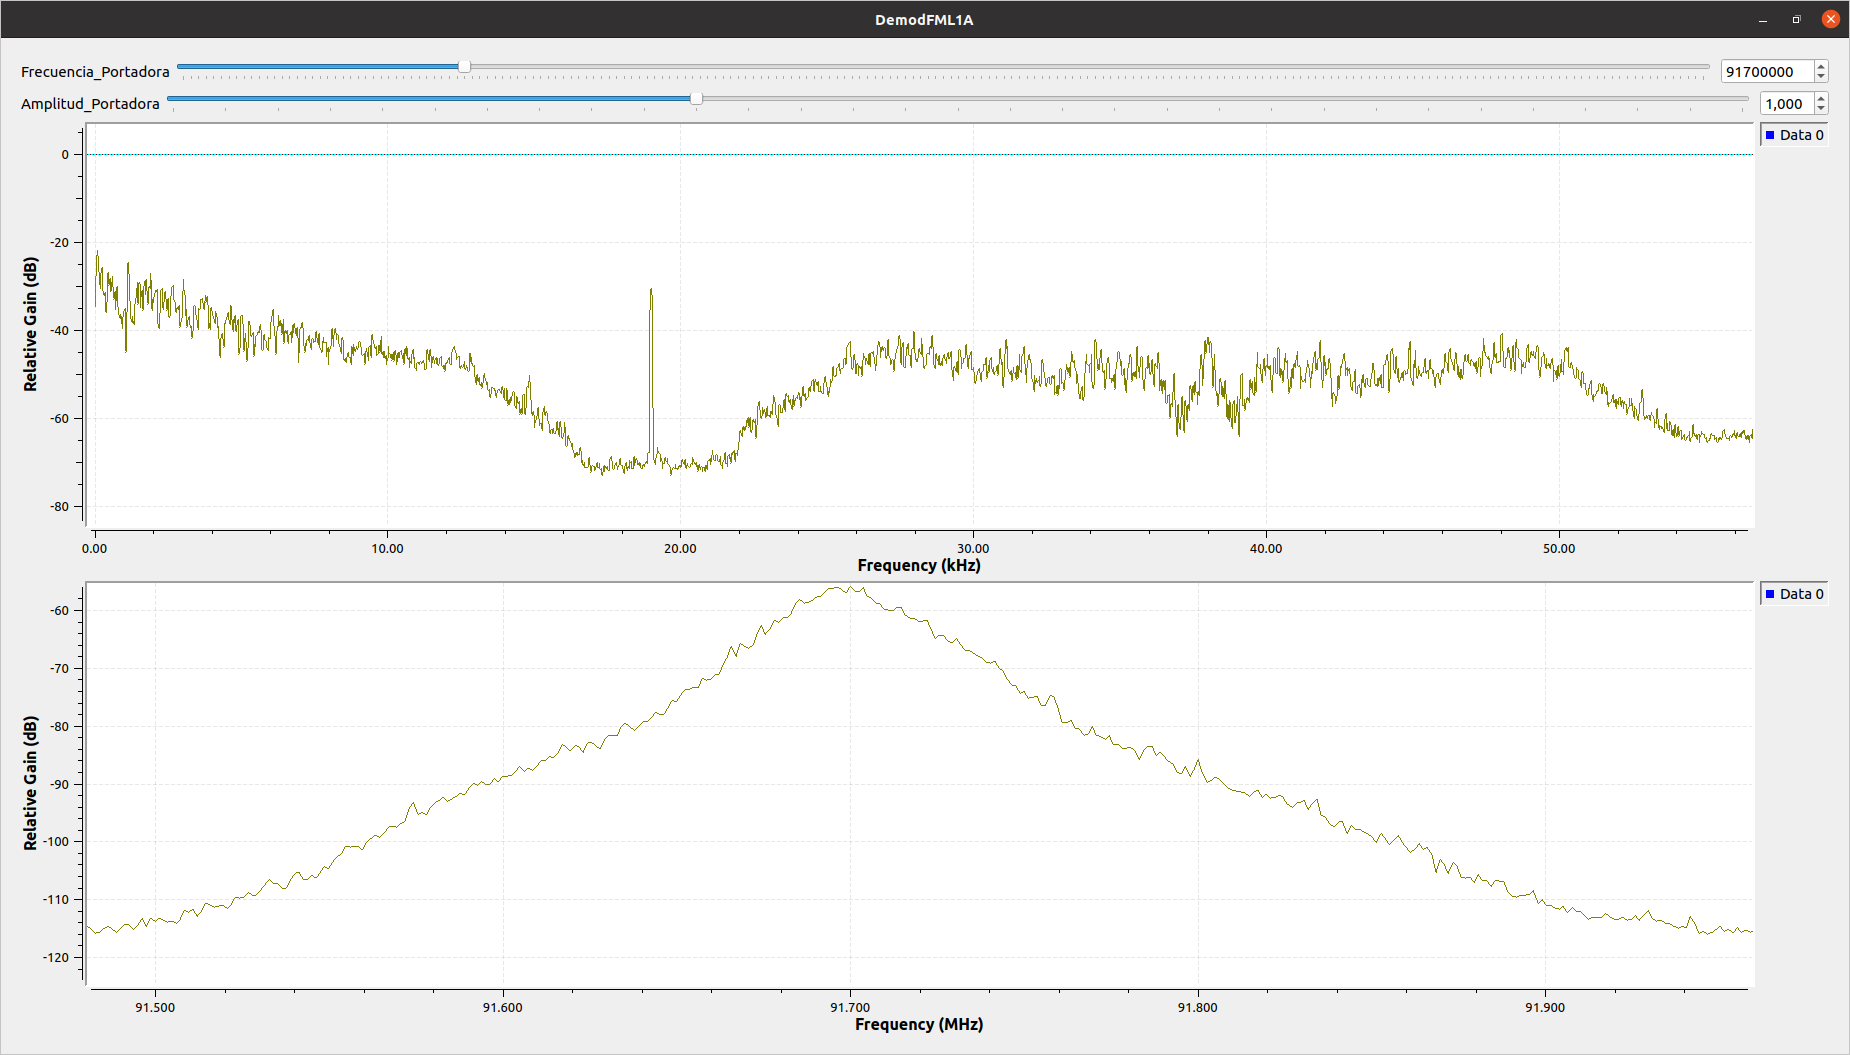 DemodFML1A
Frecuencia_Portadora
91700000
Amplitud_Portadora
1,000
Data 0
Relative Gain (dB)
0
-20
-40
-60
-80
0.00 10.00 20.00 30.00 40.00 50.00
Frequency (kHz)
Data 0
Relative Gain (dB)
-60
-70
-80
-90
-100
-110
-120
91.500 91.600 91.700 91.800 91.900
Frequency (MHz)